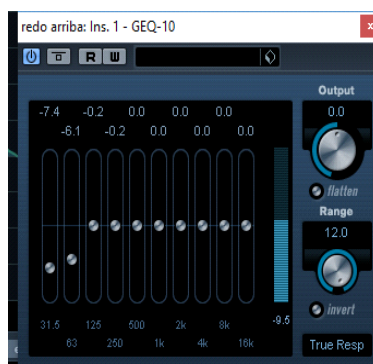 redo arriba: Ins. 1 - GEQ-10
x
R W
Output
-7.4 -0.2 0.0 0.0 0.0 0.0
-6.1 -0.2 0.0 0.0 0.0
flatten
Range
12.0
31.5 125 500 2k 8k -9.5 invert
63 250 1k 4k 16k True Resp